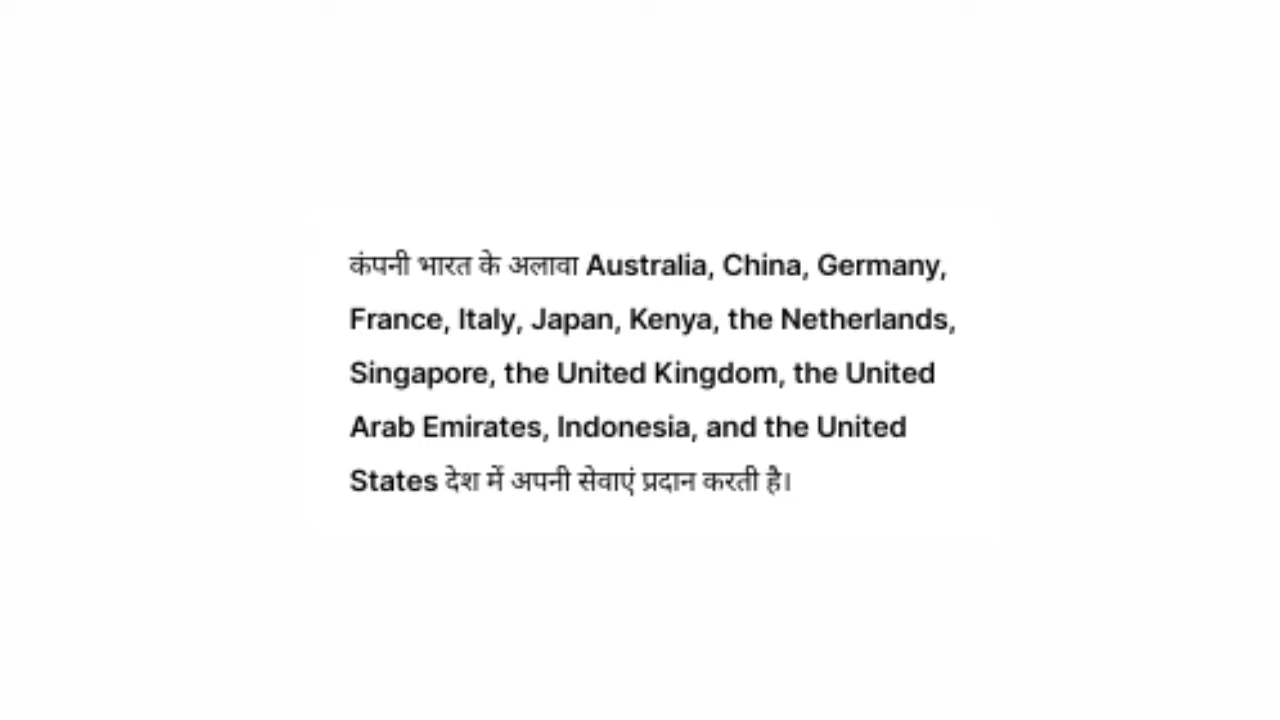 कंपनी भारत के अलावा Australia, China, Germany,
France, Italy, Japan, Kenya, the Netherlands,
Singapore, the United Kingdom, the United
Arab Emirates, Indonesia, and the United
States देश में अपनी सेवाएं प्रदान करती है।